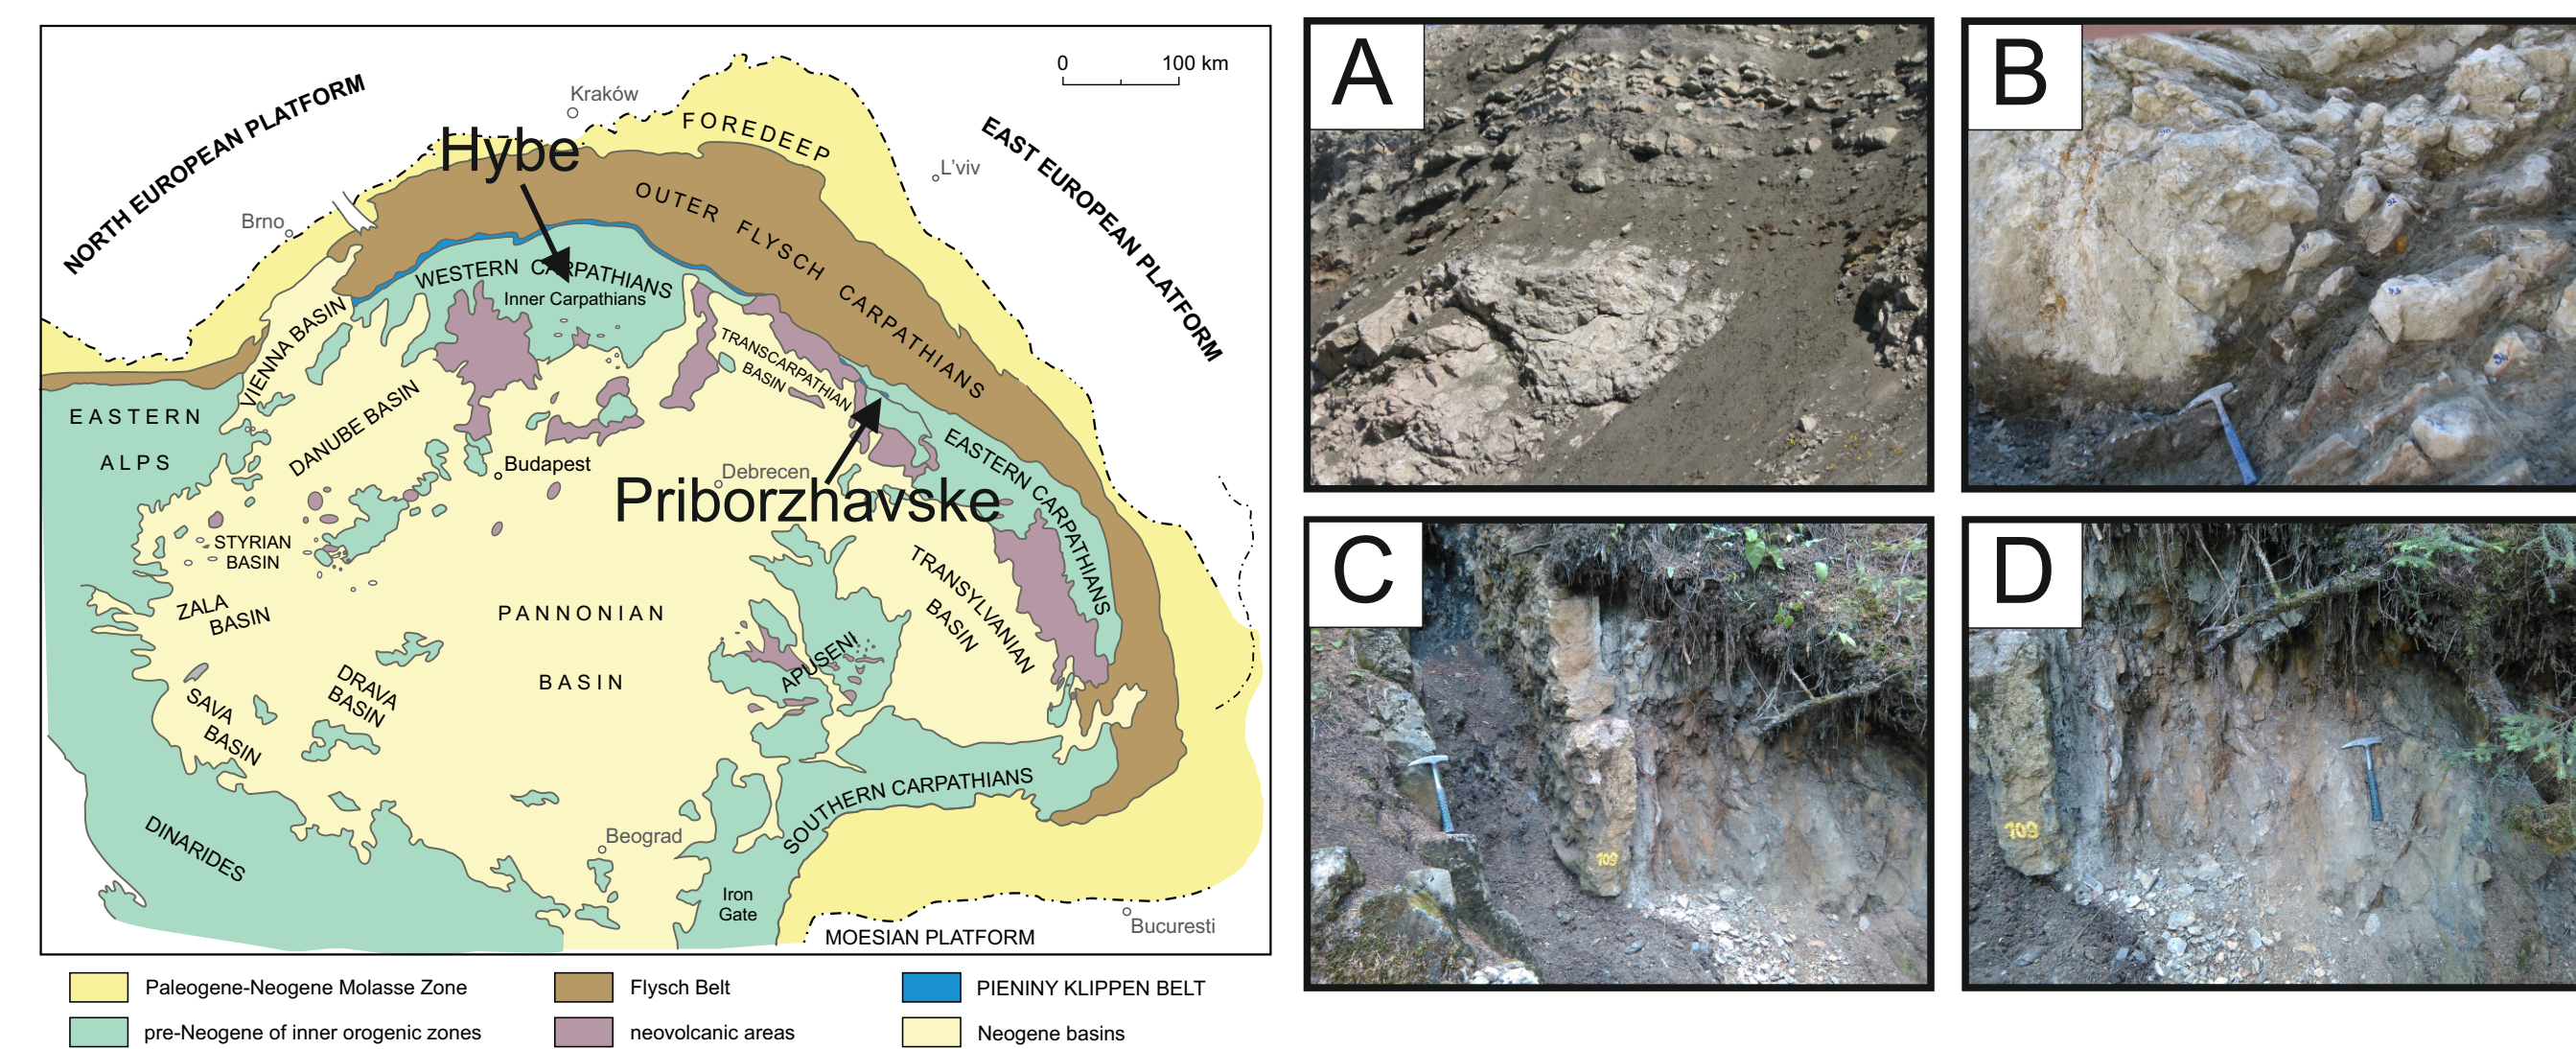 NORTH EUROPEAN PLATFORM
EAST EUROPEAN PLATFORM
0 100 km
Kraków
FOREDEEP
L'viv
Hybe
Brno
OUTER FLYSCH CARPATHIANS
WESTERN CARPATHIANS
Inner Carpathians
VIENNA BASIN
TRANSCARPATHIAN
BASIN
EASTERN
ALPS
DANUBE BASIN
Budapest
Debrecen
Priborzhavske
EASTERN CARPATHIANS
STYRIAN
BASIN
ZALA
BASIN
PANNONIAN
BASIN
TRANSYLVANIAN
BASIN
APUSENI
DRAVA
BASIN
SAVA
BASIN
SOUTHERN CARPATHIANS
DINARIDES
Beograd
Iron
Gate
Bucuresti
MOESIAN PLATFORM
Paleogene-Neogene Molasse Zone
Flysch Belt
PIENINY KLIPPEN BELT
pre-Neogene of inner orogenic zones
neovolcanic areas
Neogene basins
A
B
C
109
D
109